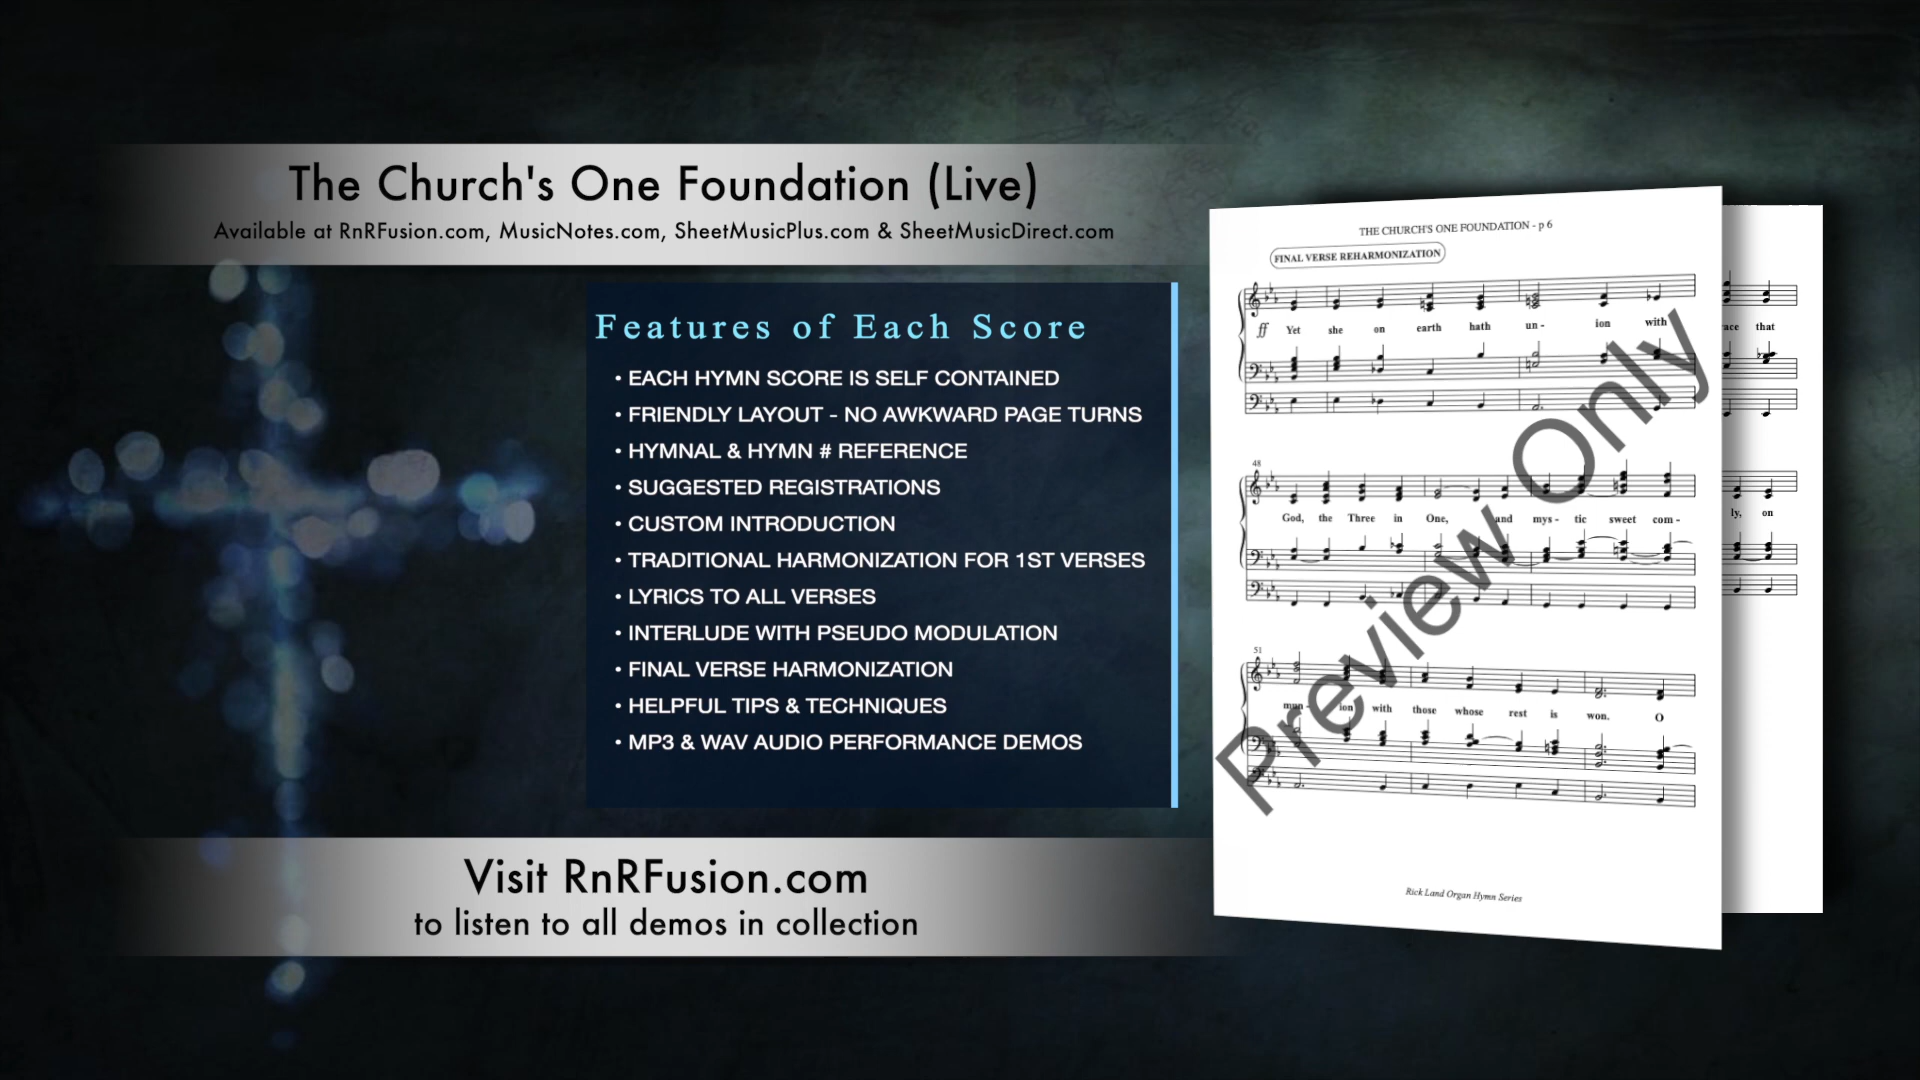 The Church's One Foundation (Live)
Available at RnRFusion.com, MusicNotes.com, SheetMusicPlus.com & SheetMusicDirect.com
Features of Each Score
• EACH HYMN SCORE IS SELF CONTAINED
• FRIENDLY LAYOUT - NO AWKWARD PAGE TURNS
• HYMNAL & HYMN # REFERENCE
• SUGGESTED REGISTRATIONS
• CUSTOM INTRODUCTION
• TRADITIONAL HARMONIZATION FOR 1ST VERSES
• LYRICS TO ALL VERSES
• INTERLUDE WITH PSEUDO MODULATION
• FINAL VERSE HARMONIZATION
• HELPFUL TIPS & TECHNIQUES
• MP3 & WAV AUDIO PERFORMANCE DEMOS
Visit RnRFusion.com
to listen to all demos in collection
THE CHURCH'S ONE FOUNDATION - p 6
FINAL VERSE REHARMONIZATION
ff Yet she on earth hath un - ion with
48
God, the Three in One, and mys - tic sweet com -
51
mun - ion with those whose rest is won. O
Rick Land Organ Hymn Series
Preview Only
that
ly, on